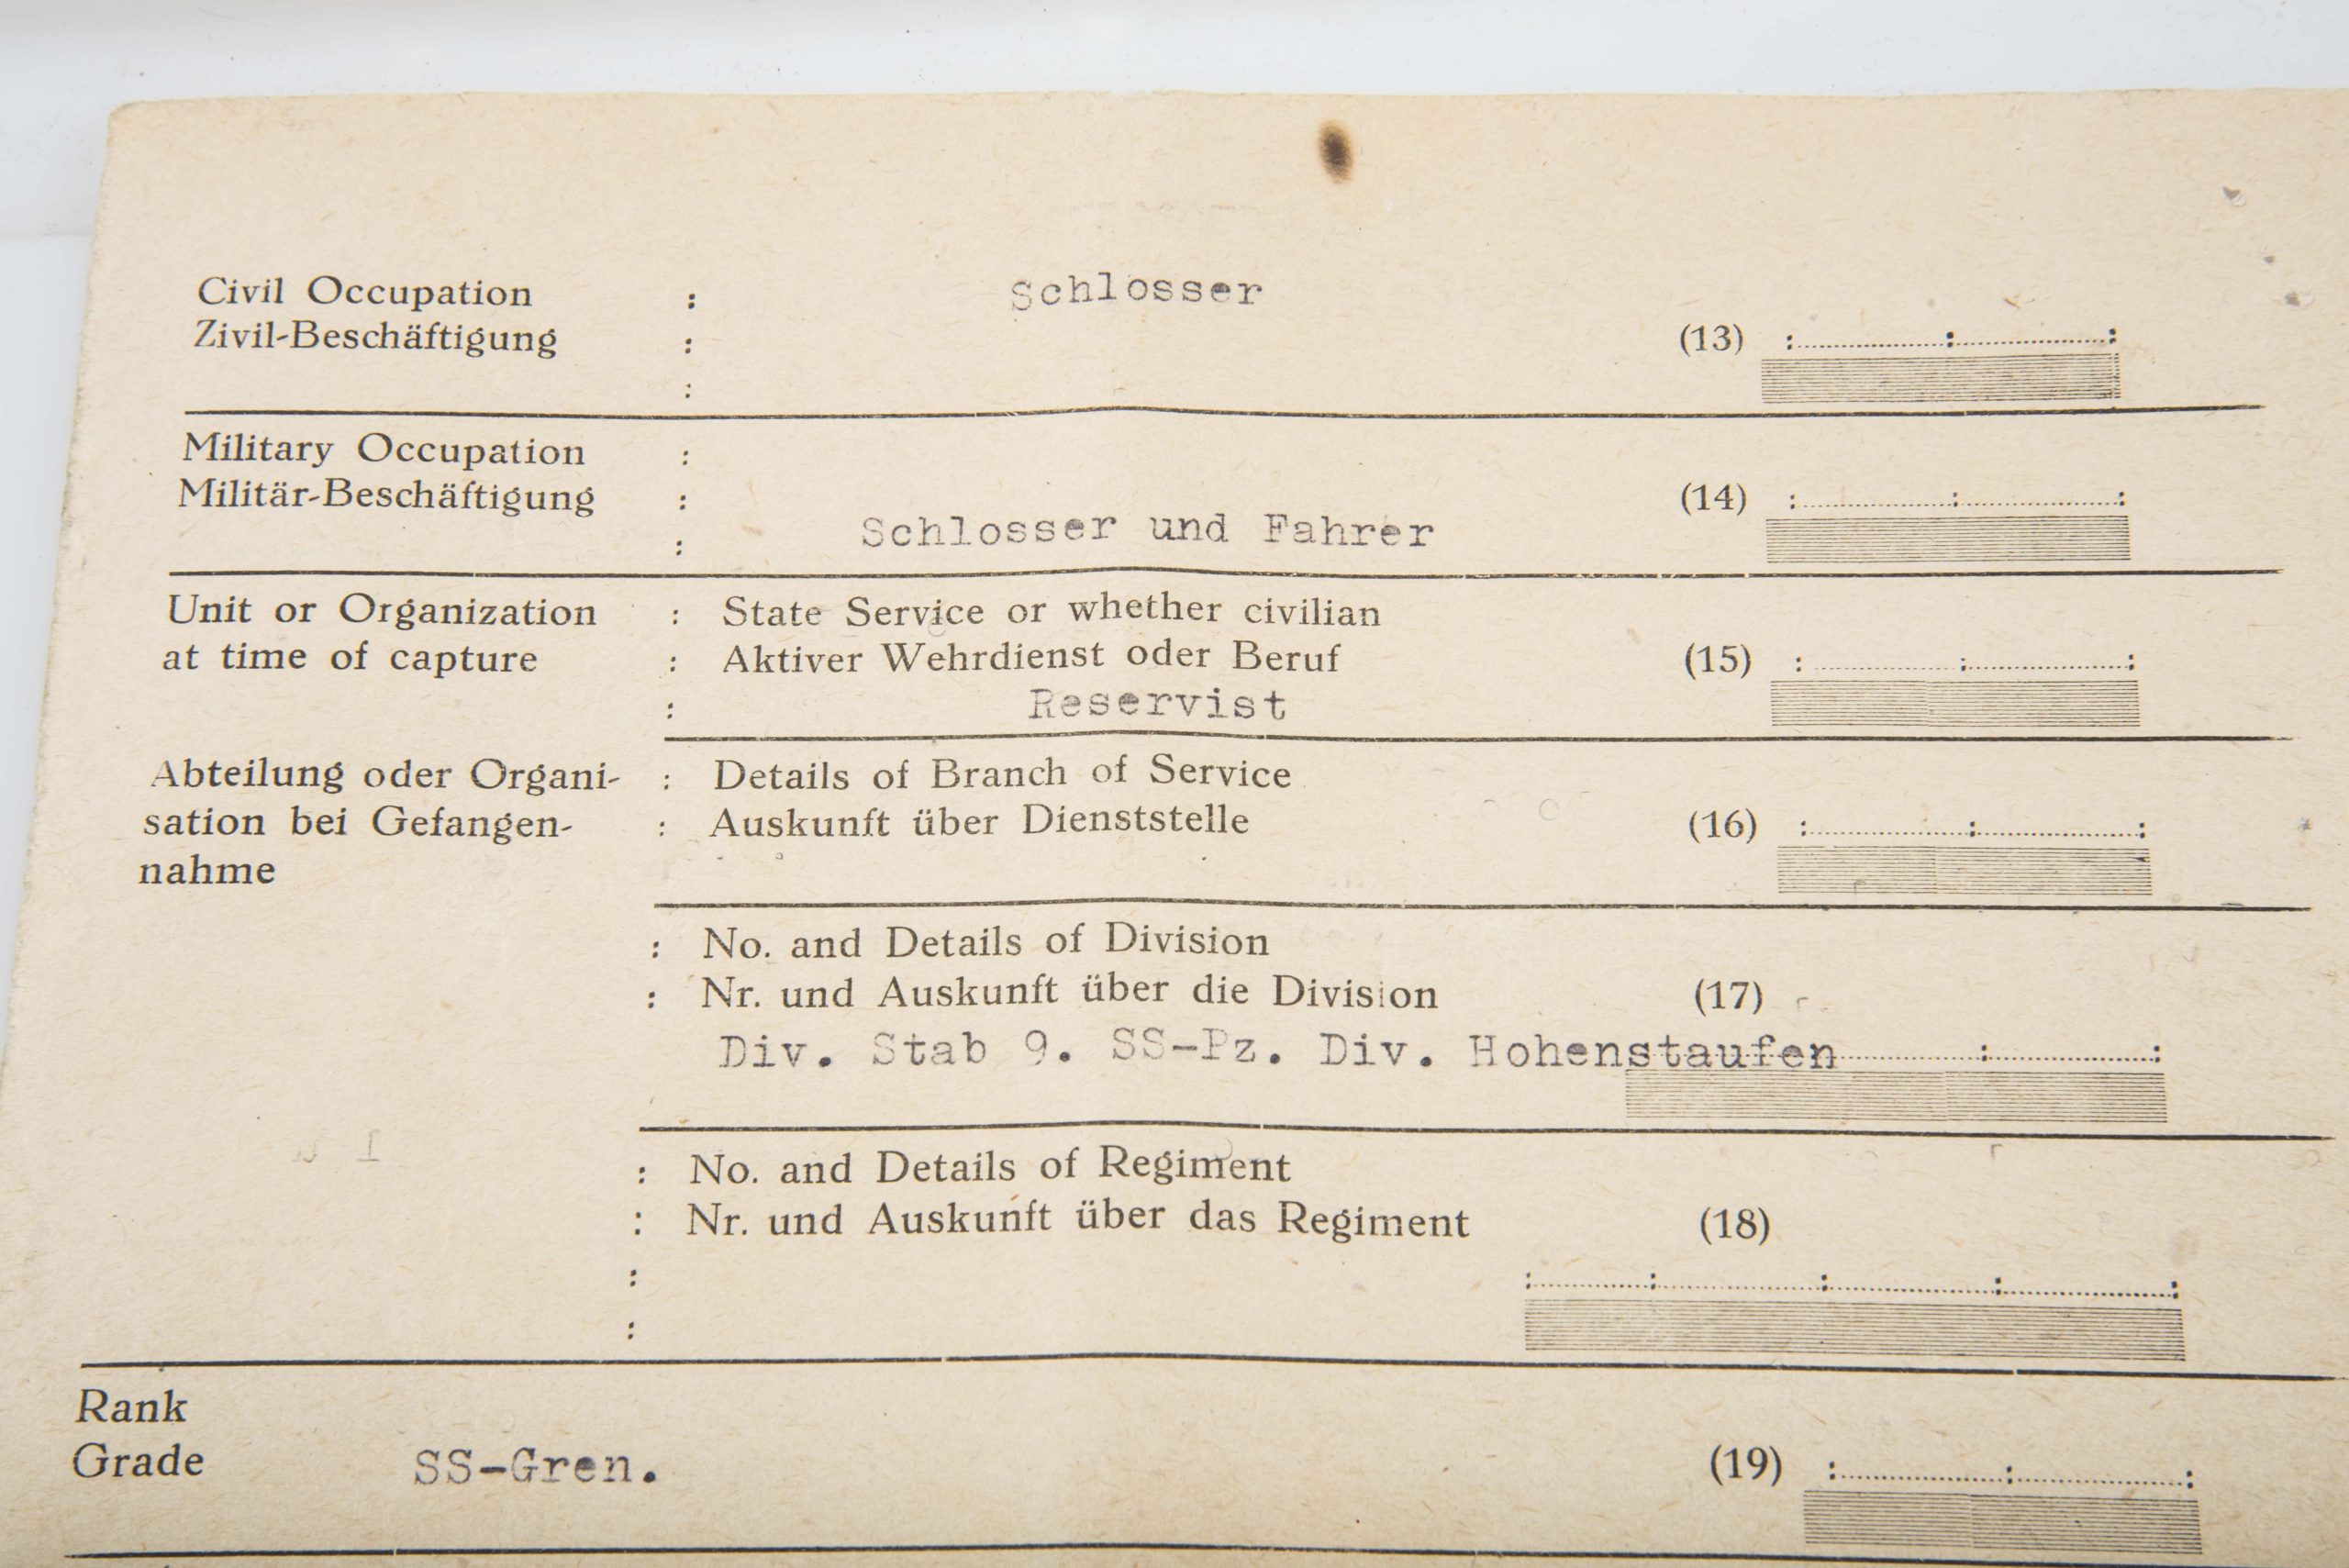 Civil Occupation : Schlosser
Zivil-Beschäftigung : (13)
Military Occupation :
Militär-Beschäftigung : (14)
: Schlosser und Fahrer
Unit or Organization : State Service or whether civilian
at time of capture : Aktiver Wehrdienst oder Beruf (15)
: Reservist
Abteilung oder Organi- : Details of Branch of Service
sation bei Gefangen- : Auskunft über Dienststelle (16)
nahme
: No. and Details of Division
: Nr. und Auskunft über die Division (17)
Div. Stab 9. SS-Pz. Div. Hohenstaufen
: No. and Details of Regiment
: Nr. und Auskunft über das Regiment (18)
Rank
Grade SS-Gren. (19)